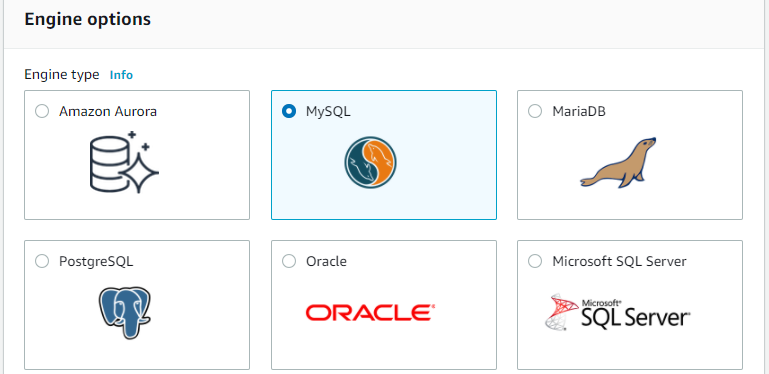 Engine options
Engine type Info
Amazon Aurora
MySQL
MariaDB
PostgreSQL
Oracle
Microsoft SQL Server
ORACLE
Microsoft
SQL Server